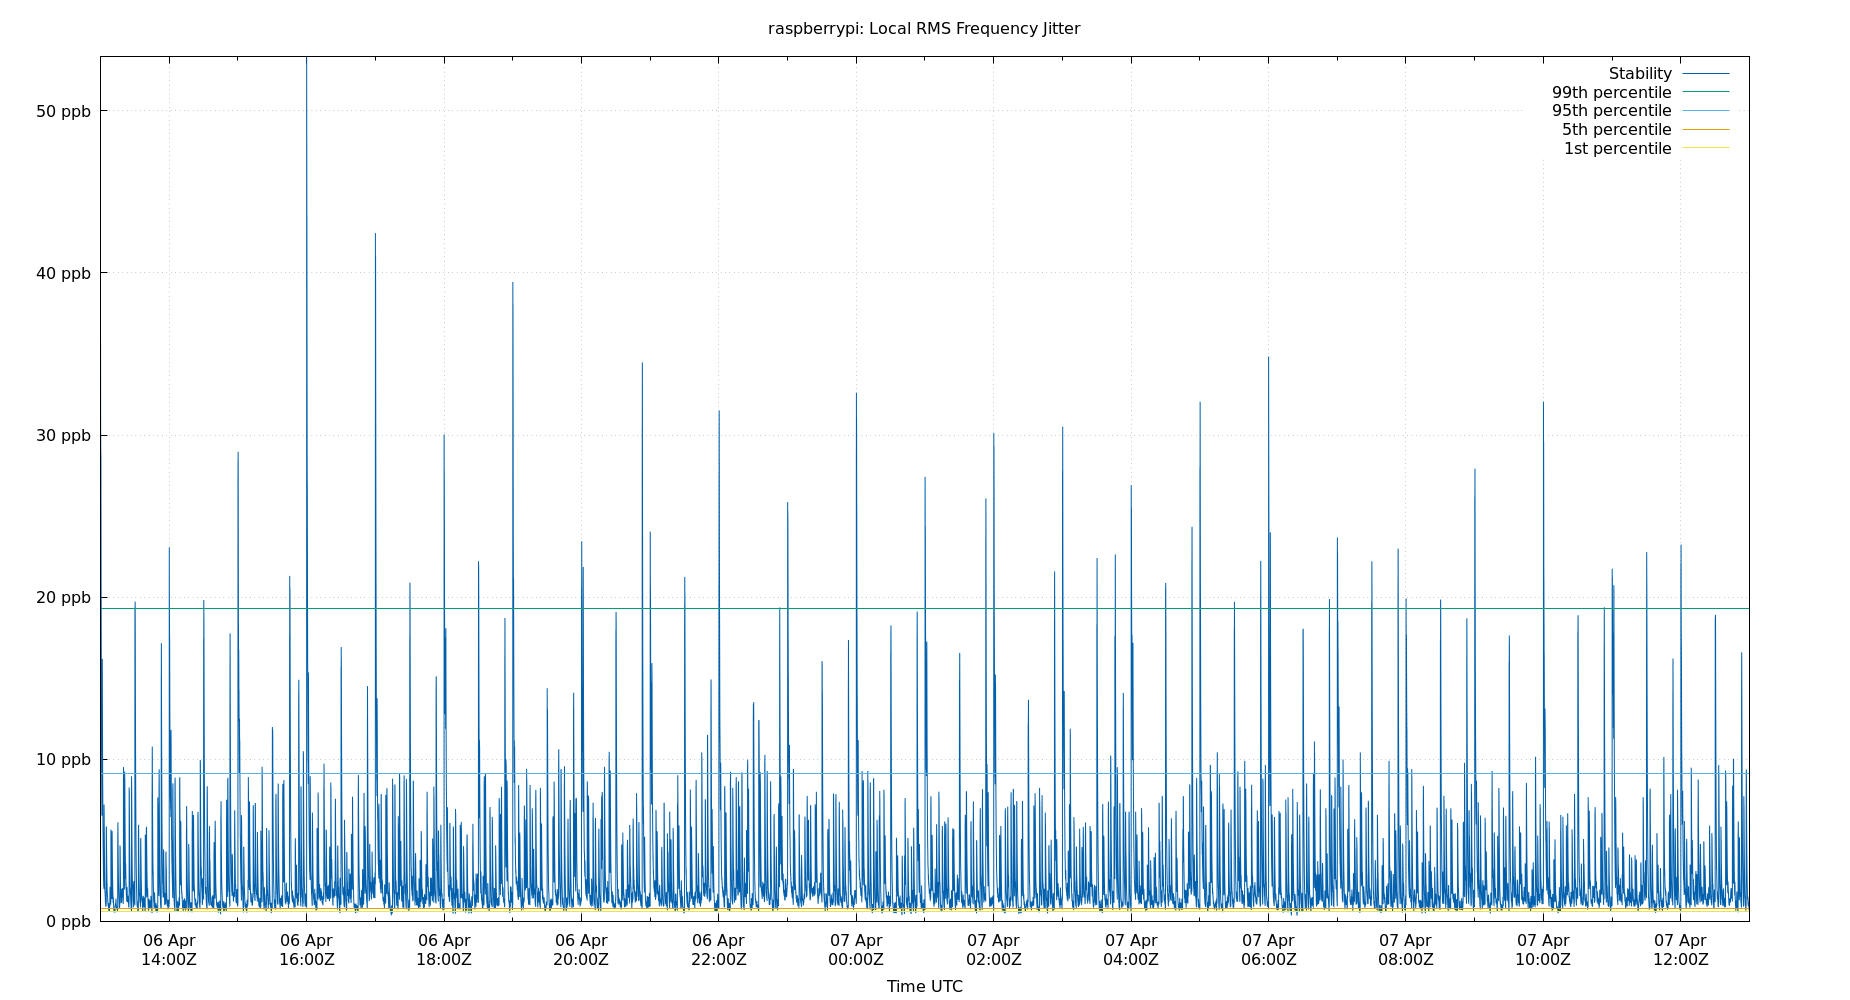 raspberrypi: Local RMS Frequency Jitter
Stability
99th percentile
95th percentile
5th percentile
1st percentile
50 ppb
40 ppb
30 ppb
20 ppb
10 ppb
0 ppb
06 Apr 06 Apr 06 Apr 06 Apr 06 Apr 07 Apr 07 Apr 07 Apr 07 Apr 07 Apr 07 Apr 07 Apr
14:00Z 16:00Z 18:00Z 20:00Z 22:00Z 00:00Z 02:00Z 04:00Z 06:00Z 08:00Z 10:00Z 12:00Z
Time UTC